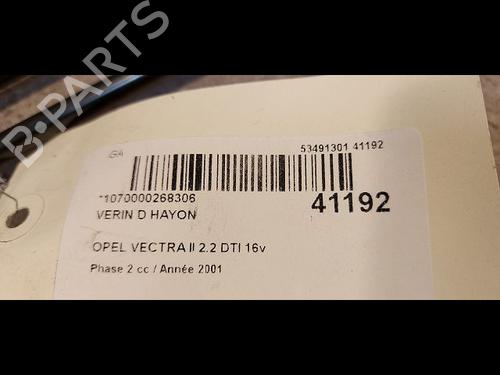 GA
53491301 41192
*1070000268306
41192
VERIN D HAYON
OPEL VECTRA II 2.2 DTI 16v
Phase 2 cc / Année 2001
B-PARTS